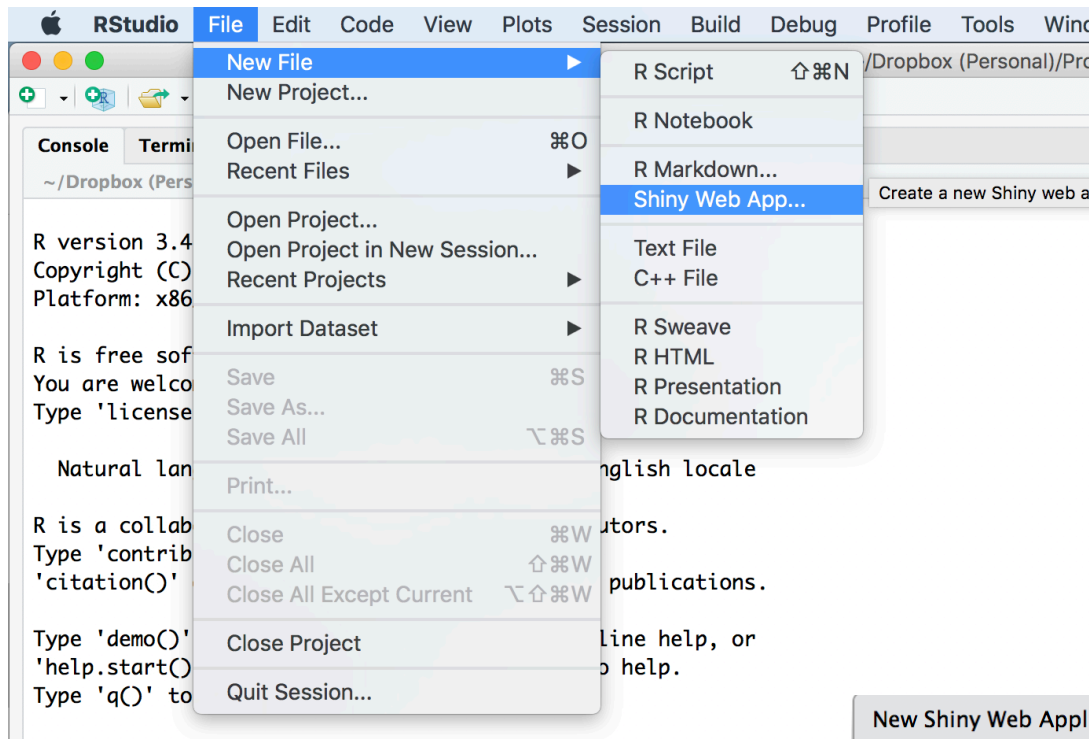 RStudio File Edit Code View Plots Session Build Debug Profile Tools Wind
/Dropbox (Personal)/Pro
New File ▶
New Project...
Open File... ⌘O
Recent Files ▶
Open Project...
Open Project in New Session...
Recent Projects ▶
Import Dataset ▶
Save ⌘S
Save As...
Save All ⌥⌘S
Print...
Close ⌘W
Close All ⇧⌘W
Close All Except Current ⌥⇧⌘W
Close Project
Quit Session...
R Script ⇧⌘N
R Notebook
R Markdown...
Shiny Web App...
Text File
C++ File
R Sweave
R HTML
R Presentation
R Documentation
Create a new Shiny web a
Console Termi
~/Dropbox (Pers
R version 3.4
Copyright (C)
Platform: x86
R is free sof
You are welco
Type 'license
Natural lan nglish locale
R is a collab utors.
Type 'contrib
'citation()' publications.
Type 'demo()' line help, or
'help.start() o help.
Type 'q()' to
New Shiny Web Appl